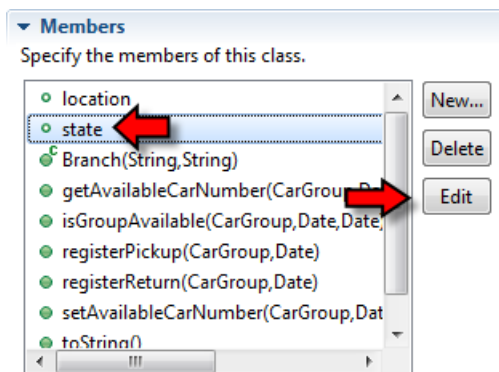 Members
Specify the members of this class.
location
New...
state
Branch(String,String)
Delete
getAvailableCarNumber(CarGroup,
isGroupAvailable(CarGroup,Date,Date,
Edit
registerPickup(CarGroup,Date)
registerReturn(CarGroup,Date)
setAvailableCarNumber(CarGroup,Dat
toString()